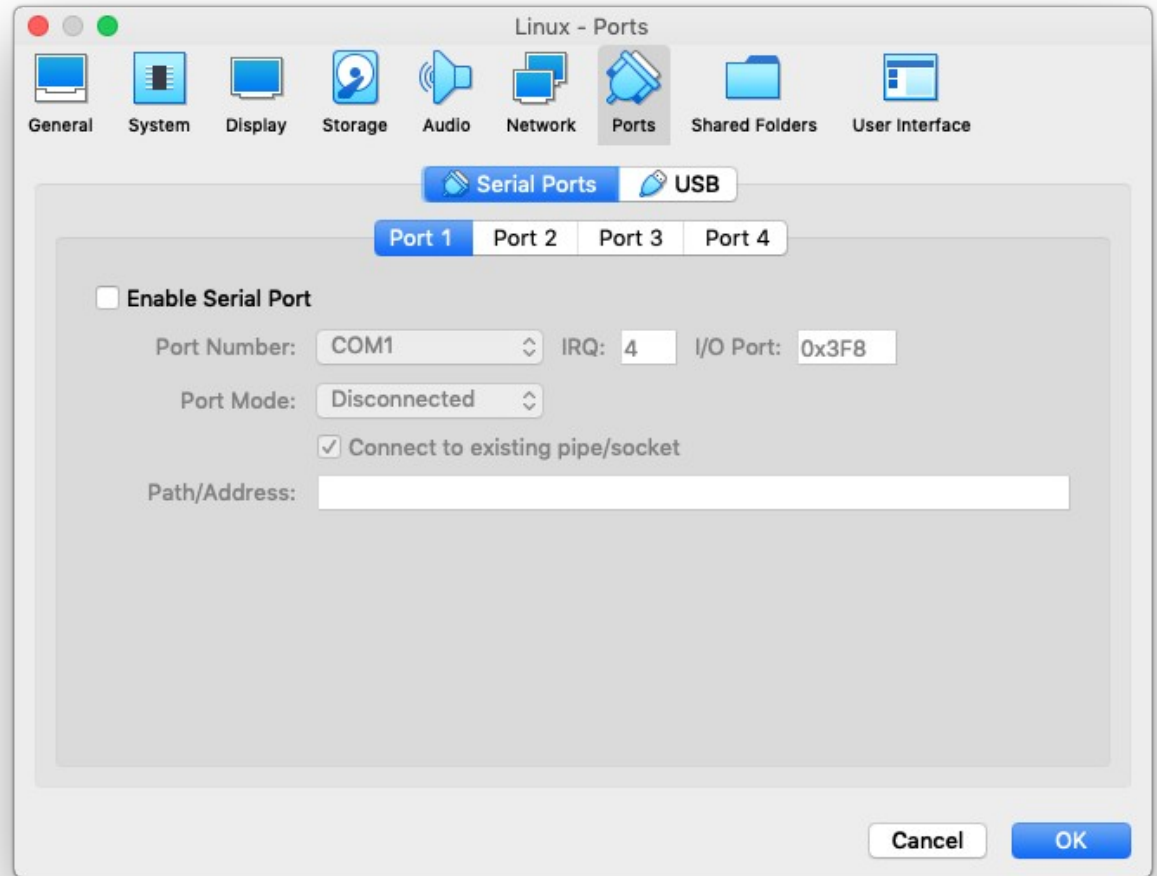 Linux - Ports
General System Display Storage Audio Network Ports Shared Folders User Interface
Serial Ports USB
Port 1 Port 2 Port 3 Port 4
Enable Serial Port
Port Number: COM1 IRQ: 4 I/O Port: 0x3F8
Port Mode: Disconnected
Connect to existing pipe/socket
Path/Address:
Cancel OK